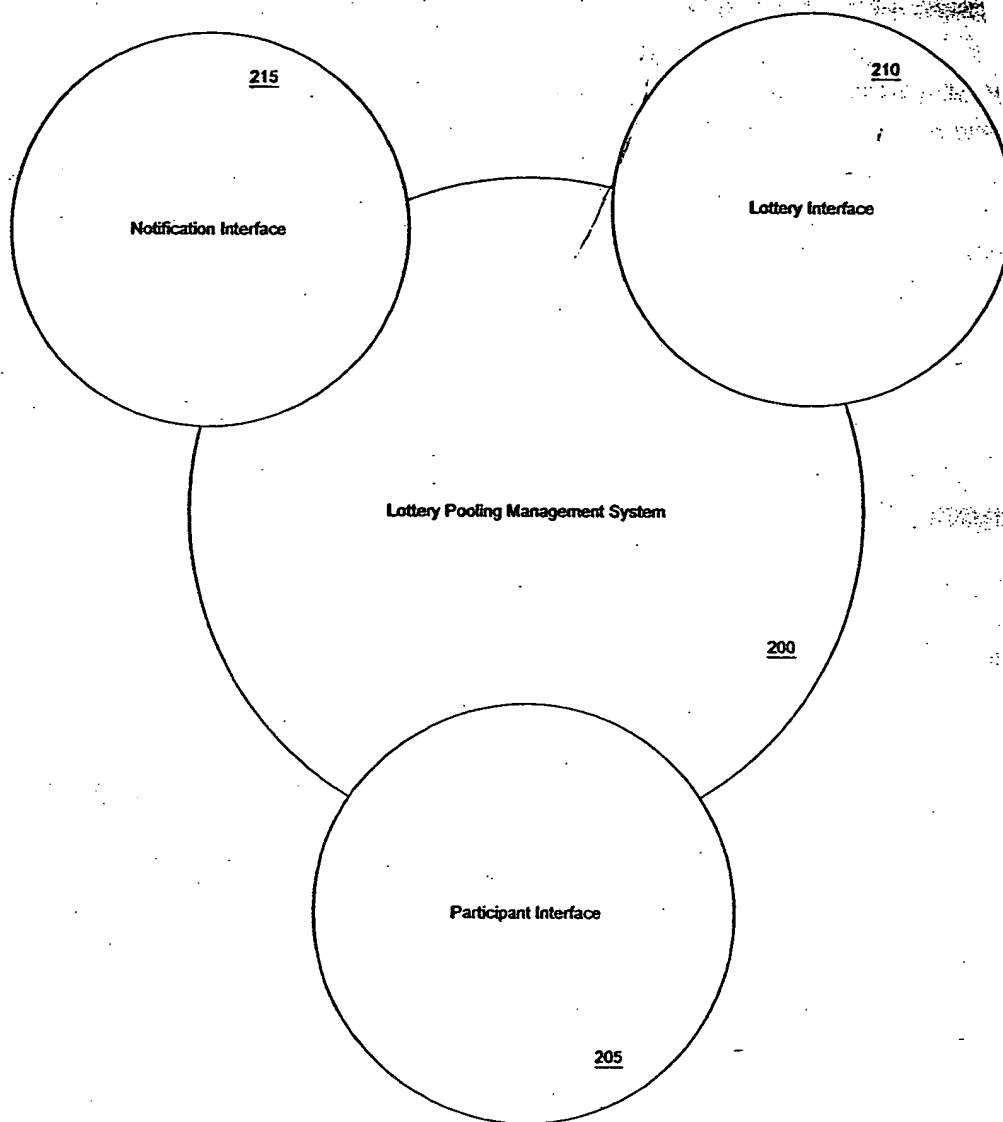 215
210
Notification Interface
Lottery Interface
Lottery Pooling Management System
200
Participant Interface
205